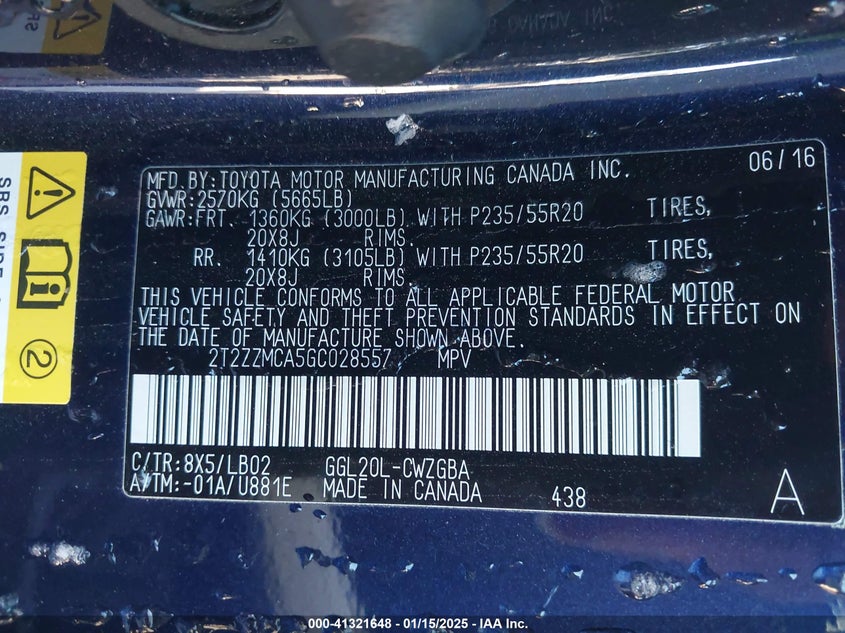 MFD.BY:TOYOTA MOTOR MANUFACTURING CANADA INC. 06/16
GVWR:2570KG (5665LB)
GAWR:FRT. 1360KG (3000LB) WITH P235/55R20 TIRES,
20X8J RIMS.
RR. 1410KG (3105LB) WITH P235/55R20 TIRES,
20X8J RIMS.
THIS VEHICLE CONFORMS TO ALL APPLICABLE FEDERAL MOTOR
VEHICLE SAFETY AND THEFT PREVENTION STANDARDS IN EFFECT ON
THE DATE OF MANUFACTURE SHOWN ABOVE.
2T2ZZMCA5GC028557 MPV
C/TR:8X5/LB02 GGL20L-CWZGBA
A/TM:-01A/U881E MADE IN CANADA 438 A
SRS SIDE
2
000-41321648 - 01/15/2025 - IAA Inc.